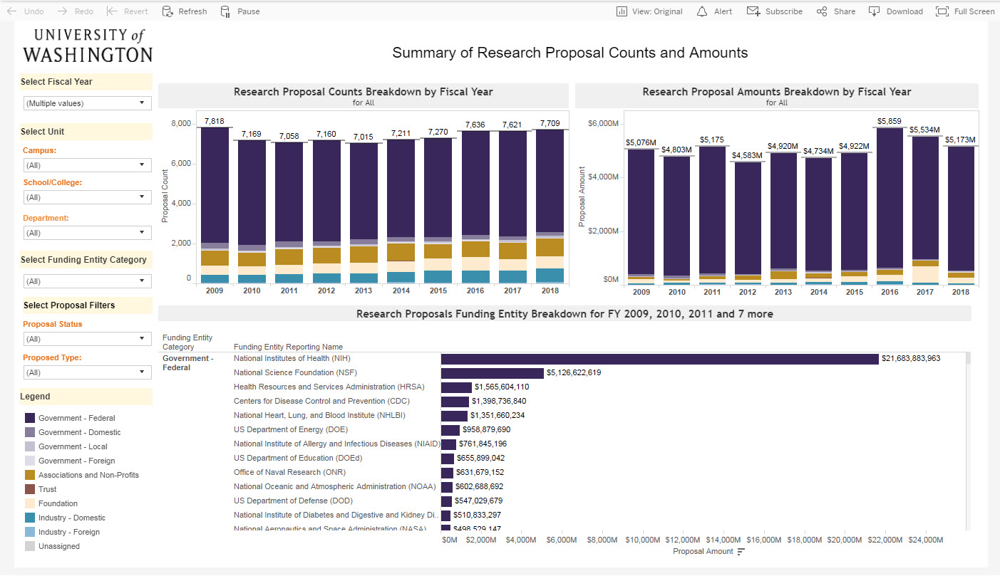 Undo Redo Revert Refresh Pause View: Original Alert Subscribe Share Download Full Screen
UNIVERSITY of
WASHINGTON
Summary of Research Proposal Counts and Amounts
Select Fiscal Year
(Multiple values)
Select Unit
Campus:
(All)
School/College:
(All)
Department:
(All)
Select Funding Entity Category
(All)
Select Proposal Filters
Proposal Status
(All)
Proposed Type:
(All)
Legend
Government - Federal
Government - Domestic
Government - Local
Government - Foreign
Associations and Non-Profits
Trust
Foundation
Industry - Domestic
Industry - Foreign
Unassigned
Research Proposal Counts Breakdown by Fiscal Year
for All
Proposal Count
8,000
6,000
4,000
2,000
0
7,818 7,169 7,058 7,160 7,015 7,211 7,270 7,636 7,621 7,709
2009 2010 2011 2012 2013 2014 2015 2016 2017 2018
Research Proposal Amounts Breakdown by Fiscal Year
for All
Proposal Amount
$6,000M
$4,000M
$2,000M
$0M
$5,076M $4,803M $5,175 $4,583M $4,920M $4,734M $4,922M $5,859 $5,534M $5,173M
2009 2010 2011 2012 2013 2014 2015 2016 2017 2018
Research Proposals Funding Entity Breakdown for FY 2009, 2010, 2011 and 7 more
Funding Entity
Category
Funding Entity Reporting Name
Government -
Federal
National Institutes of Health (NIH) $21,683,883,963
National Science Foundation (NSF) $5,126,622,619
Health Resources and Services Administration (HRSA) $1,565,604,110
Centers for Disease Control and Prevention (CDC) $1,398,736,840
National Heart, Lung, and Blood Institute (NHLBI) $1,351,660,234
US Department of Energy (DOE) $958,879,690
National Institute of Allergy and Infectious Diseases (NIAID) $761,845,196
US Department of Education (DOEd) $655,899,042
Office of Naval Research (ONR) $631,679,152
National Oceanic and Atmospheric Administration (NOAA) $602,688,692
US Department of Defense (DOD) $547,029,679
National Institute of Diabetes and Digestive and Kidney Di.. $510,833,297
National Aeronautics and Space Administration (NASA) $498,529,147
$0M $2,000M $4,000M $6,000M $8,000M $10,000M $12,000M $14,000M $16,000M $18,000M $20,000M $22,000M $24,000M
Proposal Amount